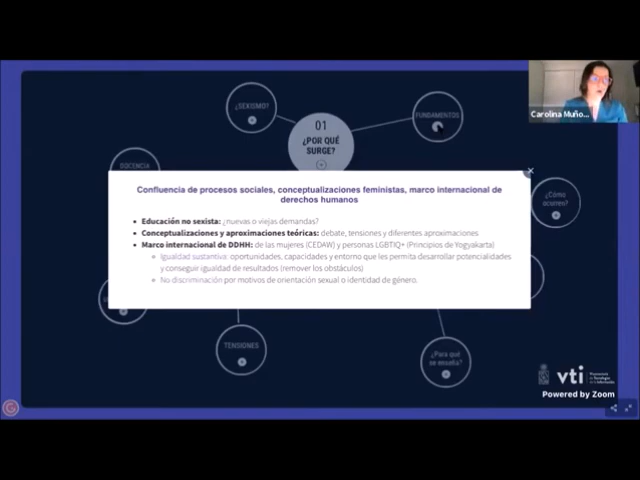 ¿SEXISMO?
01
¿POR QUÉ
SURGE?
FUNDAMENTOS
DOCENCIA
Carolina Muño...
Confluencia de procesos sociales, conceptualizaciones feministas, marco internacional de
derechos humanos
Educación no sexista: ¿nuevas o viejas demandas?
Conceptualizaciones y aproximaciones teóricas: debate, tensiones y diferentes aproximaciones
Marco internacional de DDHH: de las mujeres (CEDAW) y personas LGBTIQ+ (Principios de Yogyakarta)
Igualdad sustantiva: oportunidades, capacidades y entorno que les permita desarrollar potencialidades
y conseguir igualdad de resultados (remover los obstáculos)
No discriminación por motivos de orientación sexual o identidad de género.
¿Cómo
ocurren?
TENSIONES
¿Para qué
se enseña?
vti
Powered by Zoom